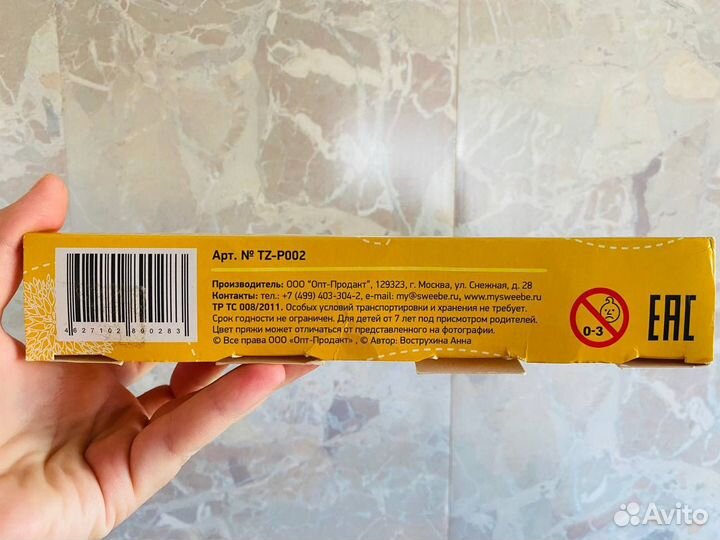 Арт. № TZ-P002
Производитель: ООО "Опт-Продакт", 129323, г. Москва, ул. Снежная, д. 28
Контакты: тел.: +7 (499) 403-304-2, e-mail: my@sweebe.ru, www.mysweebe.ru
ТР ТС 008/2011. Особых условий транспортировки и хранения не требует.
Срок годности не ограничен. Для детей от 7 лет под присмотром родителей.
Цвет пряжи может отличаться от представленного на фотографии.
© Все права ООО «Опт-Продакт», © Автор: Вострухина Анна
4627102860283
0-3
EAC
Avito